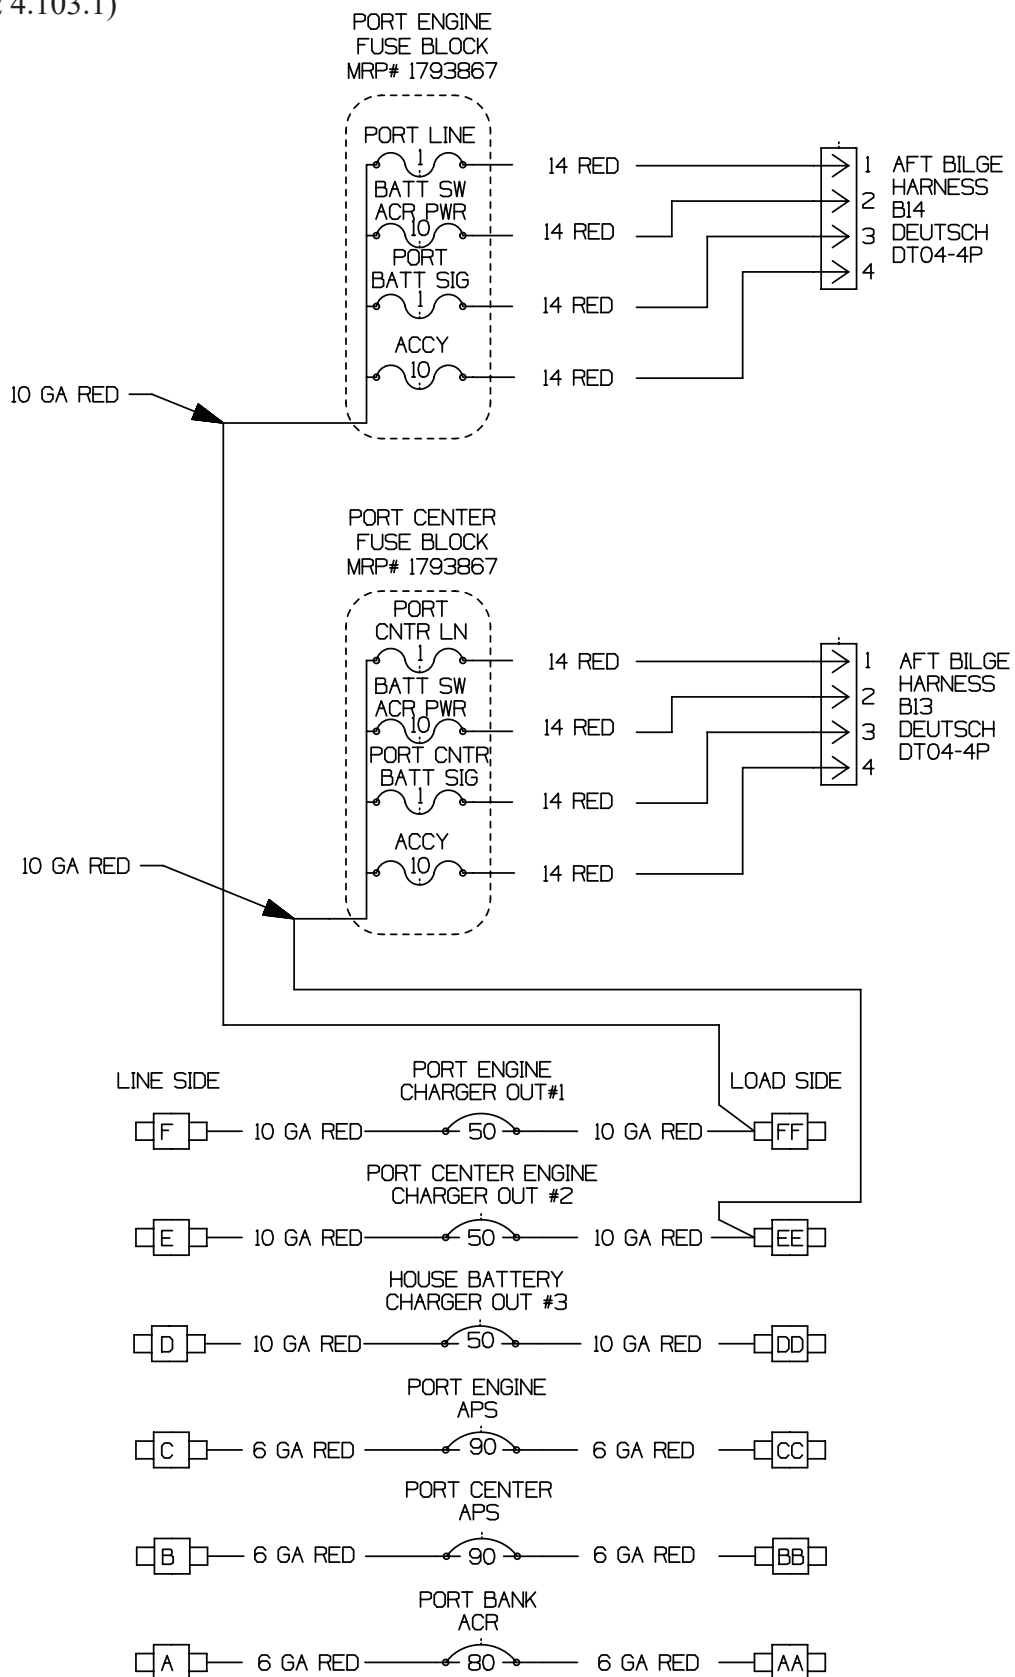 4.103.1)
PORT ENGINE
FUSE BLOCK
MRP# 1793867
PORT LINE
1
14 RED
1
AFT BILGE
HARNESS
B14
DEUTSCH
DT04-4P
BATT SW
ACR PWR
10
14 RED
2
PORT
BATT SIG
1
14 RED
3
ACCY
10
14 RED
4
10 GA RED
PORT CENTER
FUSE BLOCK
MRP# 1793867
PORT
CNTR LN
1
14 RED
1
AFT BILGE
HARNESS
B13
DEUTSCH
DT04-4P
BATT SW
ACR PWR
10
14 RED
2
PORT CNTR
BATT SIG
1
14 RED
3
ACCY
10
14 RED
4
10 GA RED
LINE SIDE
LOAD SIDE
PORT ENGINE
CHARGER OUT#1
F 10 GA RED 50 10 GA RED FF
PORT CENTER ENGINE
CHARGER OUT #2
E 10 GA RED 50 10 GA RED EE
HOUSE BATTERY
CHARGER OUT #3
D 10 GA RED 50 10 GA RED DD
PORT ENGINE
APS
C 6 GA RED 90 6 GA RED CC
PORT CENTER
APS
B 6 GA RED 90 6 GA RED BB
PORT BANK
ACR
A 6 GA RED 80 6 GA RED AA